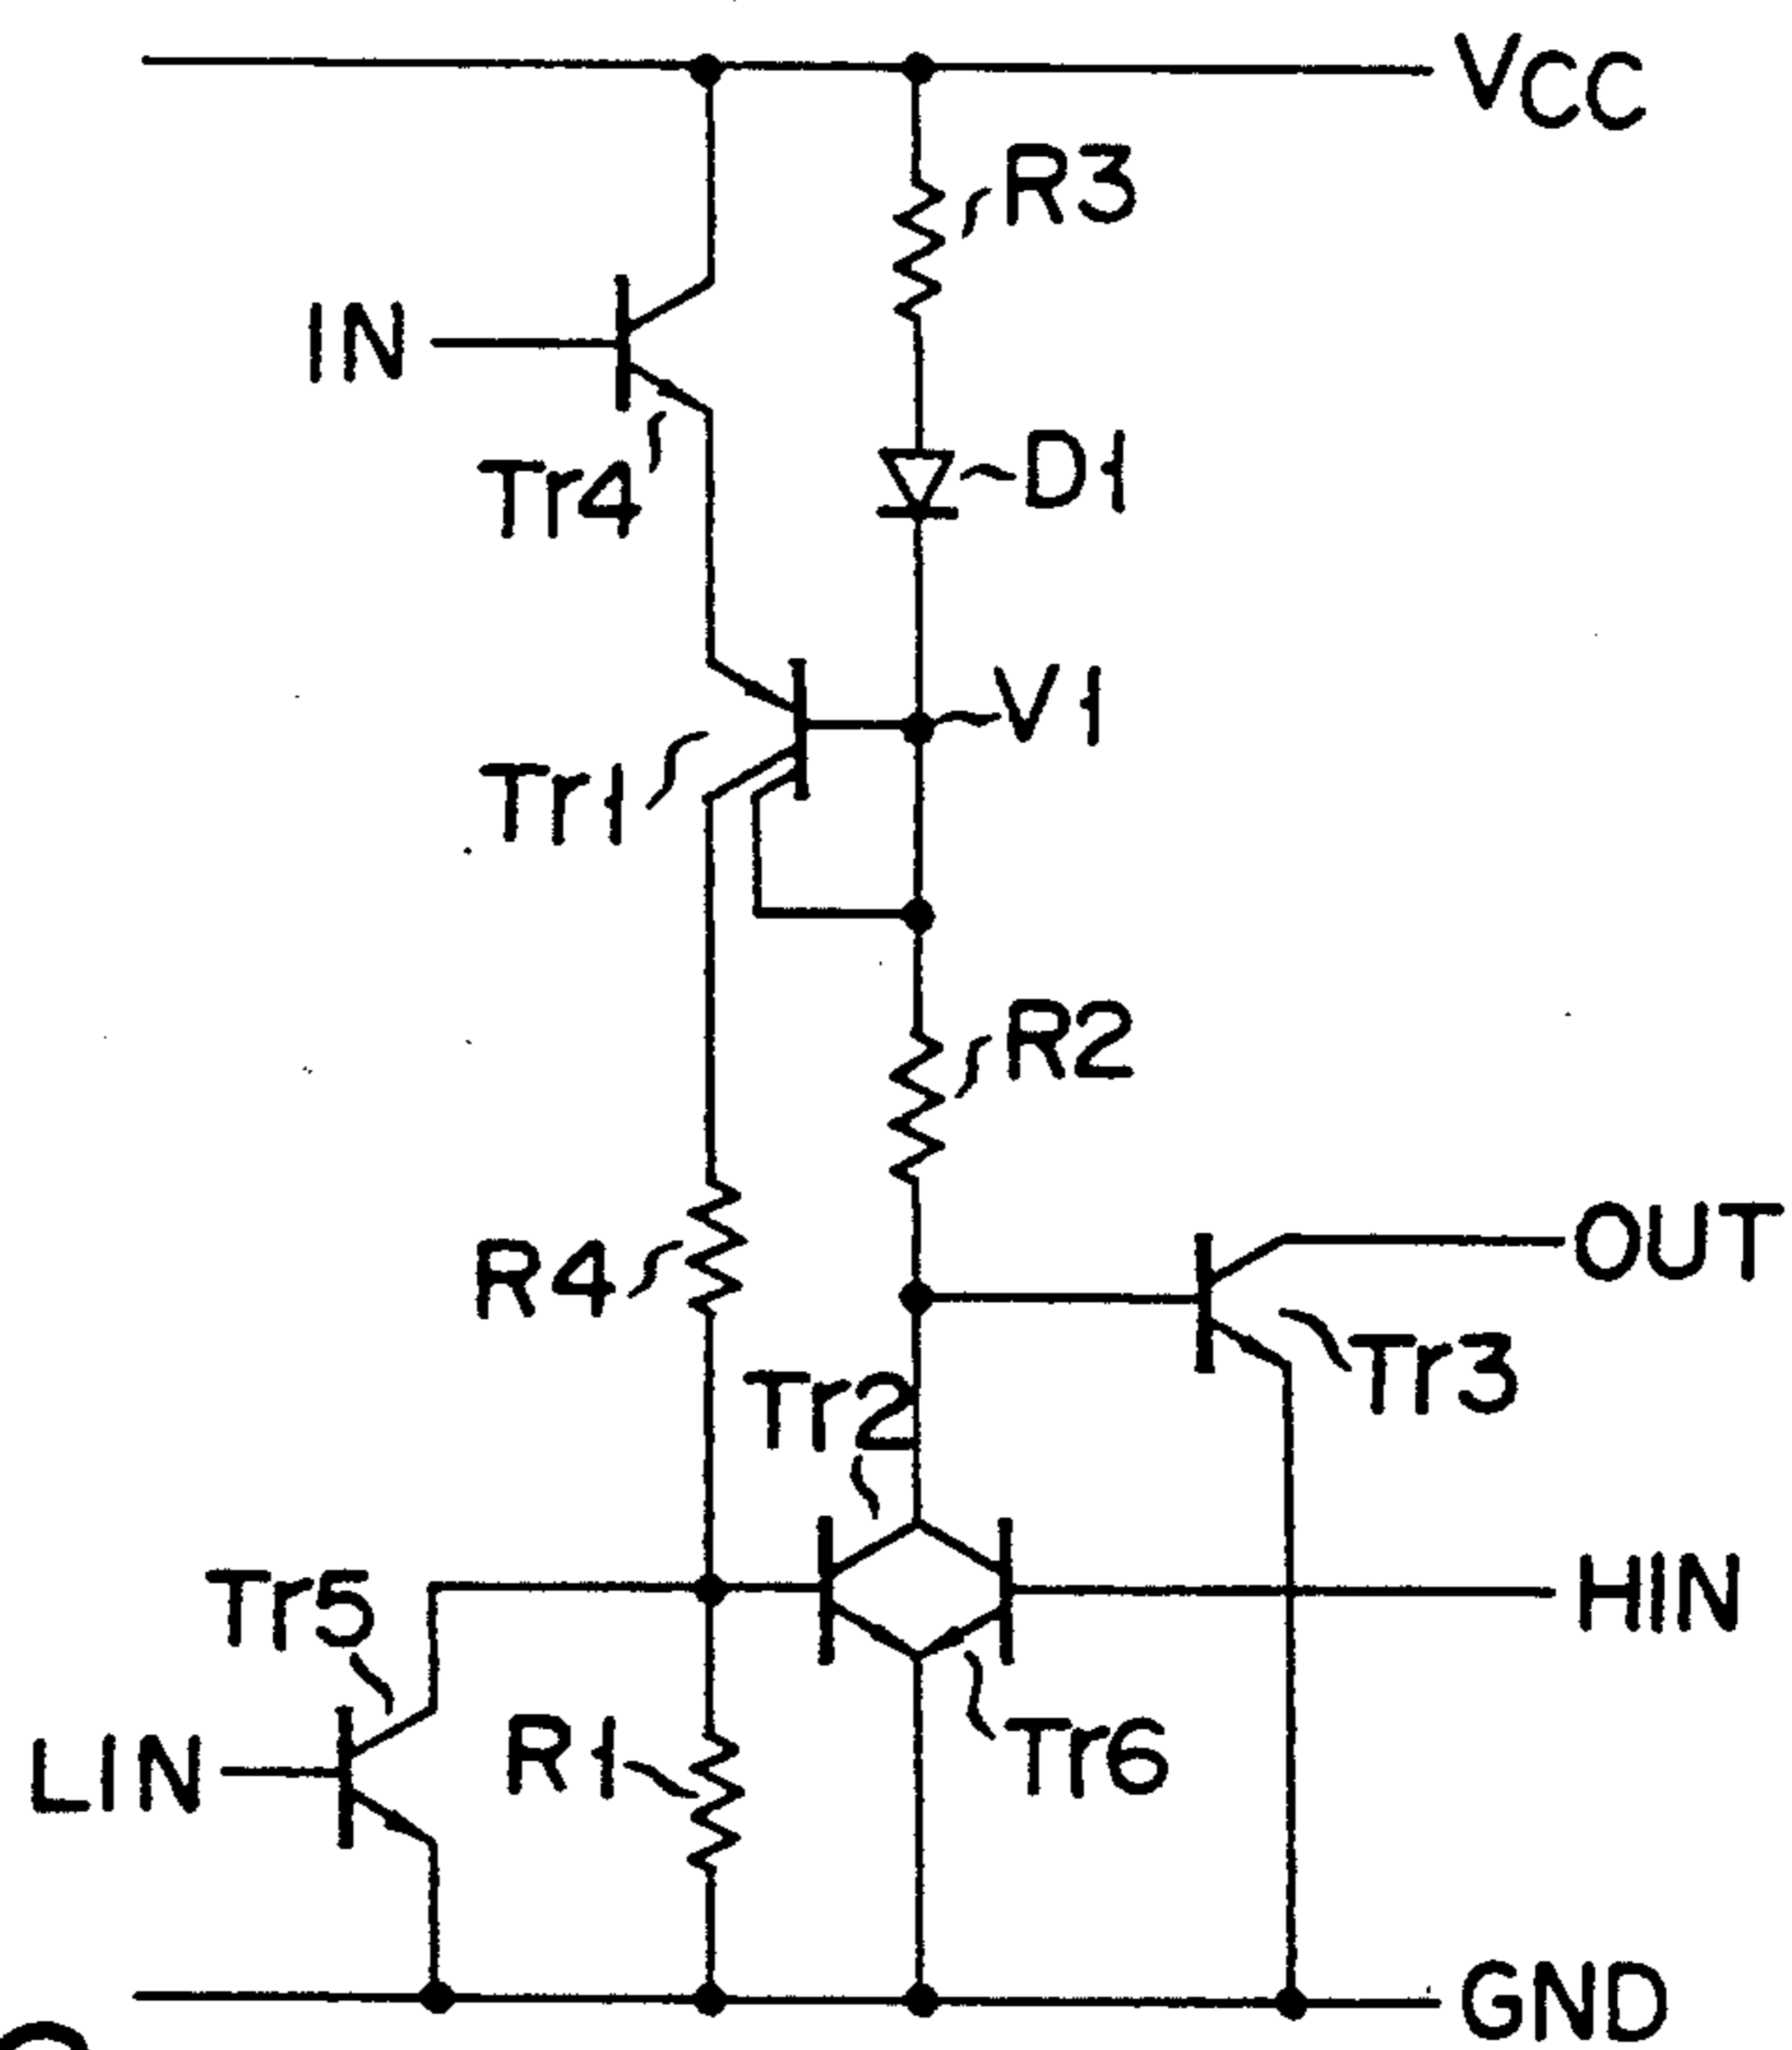 VCC
R3
IN
D1
Tr4
V1
Tr1
R2
OUT
R4
Tr3
Tr2
HIN
Tr5
R1
Tr6
LIN
GND